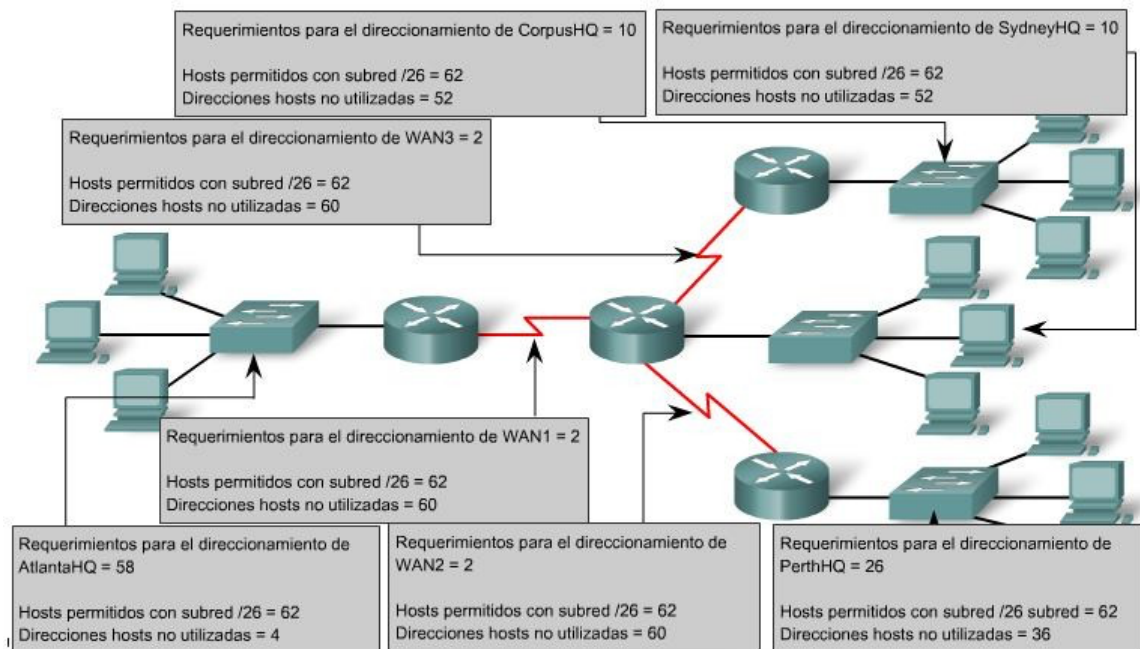 Requerimientos para el direccionamiento de CorpusHQ = 10
Hosts permitidos con subred /26 = 62
Direcciones hosts no utilizadas = 52
Requerimientos para el direccionamiento de SydneyHQ = 10
Hosts permitidos con subred /26 = 62
Direcciones hosts no utilizadas = 52
Requerimientos para el direccionamiento de WAN3 = 2
Hosts permitidos con subred /26 = 62
Direcciones hosts no utilizadas = 60
Requerimientos para el direccionamiento de WAN1 = 2
Hosts permitidos con subred /26 = 62
Direcciones hosts no utilizadas = 60
Requerimientos para el direccionamiento de
AtlantaHQ = 58
Hosts permitidos con subred /26 = 62
Direcciones hosts no utilizadas = 4
Requerimientos para el direccionamiento de
WAN2 = 2
Hosts permitidos con subred /26 = 62
Direcciones hosts no utilizadas = 60
Requerimientos para el direccionamiento de
PerthHQ = 26
Hosts permitidos con subred /26 subred = 62
Direcciones hosts no utilizadas = 36